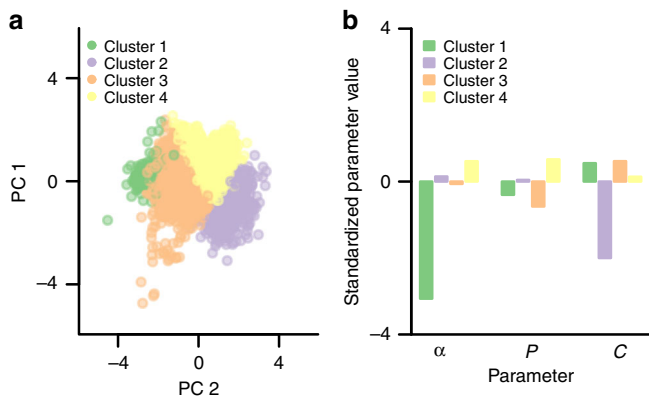 a
Cluster 1
Cluster 2
Cluster 3
Cluster 4
4
0
–4
PC 1
–4
0
4
PC 2
b
Cluster 1
Cluster 2
Cluster 3
Cluster 4
4
0
–4
Standardized parameter value
α
P
C
Parameter